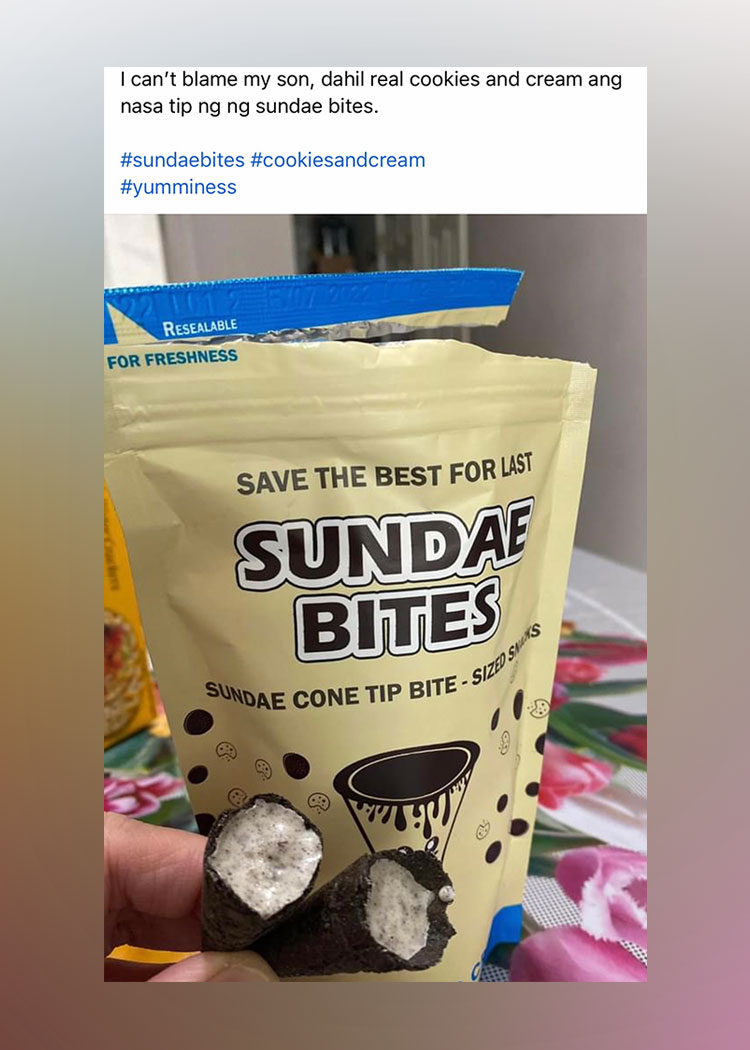 I can’t blame my son, dahil real cookies and cream ang
nasa tip ng ng sundae bites.
#sundaebites #cookiesandcream
#yumminess
RESEALABLE
FOR FRESHNESS
SAVE THE BEST FOR LAST
SUNDAE
BITES
SUNDAE CONE TIP BITE - SIZED SNACKS